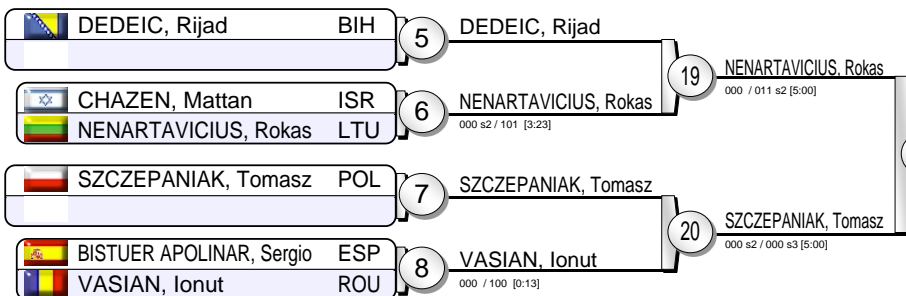 DEDEIC, Rijad BIH
5
DEDEIC, Rijad
19
NENARTAVICIUS, Rokas
000 / 011 s2 [5:00]
CHAZEN, Mattan ISR
NENARTAVICIUS, Rokas LTU
6
NENARTAVICIUS, Rokas
000 s2 / 101 [3:23]
SZCZEPANIAK, Tomasz POL
7
SZCZEPANIAK, Tomasz
20
SZCZEPANIAK, Tomasz
000 s2 / 000 s3 [5:00]
BISTUER APOLINAR, Sergio ESP
VASIAN, Ionut ROU
8
VASIAN, Ionut
000 / 100 [0:13]